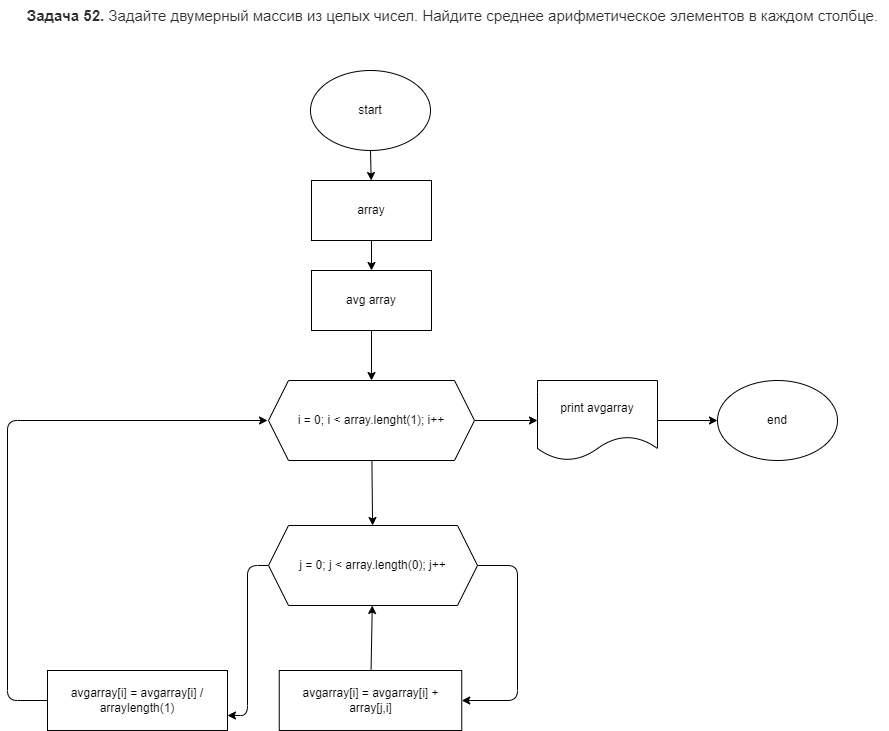 Задача 52. Задайте двумерный массив из целых чисел. Найдите среднее арифметическое элементов в каждом столбце.
start
array
avg array
i = 0; i < array.lenght(1); i++
print avgarray
end
j = 0; j < array.length(0); j++
avgarray[i] = avgarray[i] /
arraylength(1)
avgarray[i] = avgarray[i] +
array[j,i]